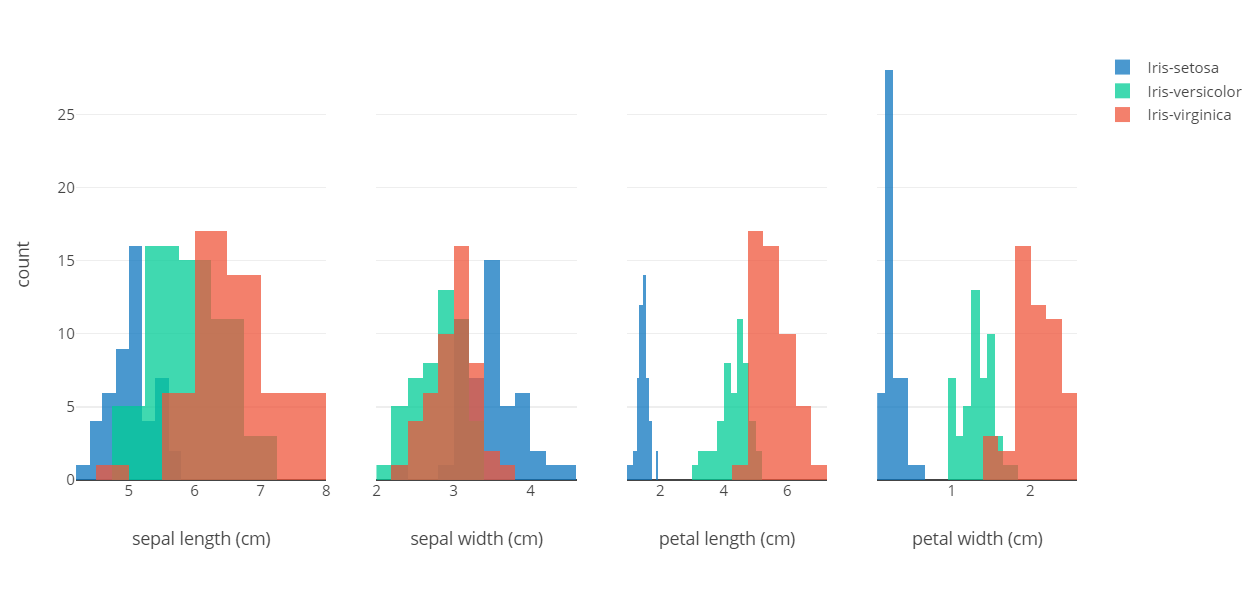 Iris-setosa
Iris-versicolor
Iris-virginica
count
25
20
15
10
5
0
5 6 7 8
2 3 4
2 4 6
1 2
sepal length (cm)
sepal width (cm)
petal length (cm)
petal width (cm)